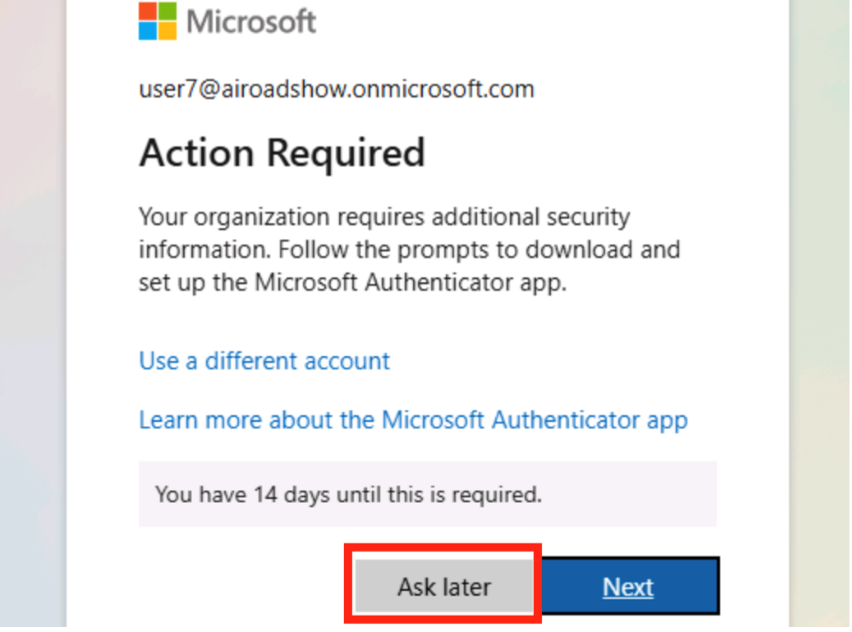 Microsoft
user7@airoadshow.onmicrosoft.com
Action Required
Your organization requires additional security
information. Follow the prompts to download and
set up the Microsoft Authenticator app.
Use a different account
Learn more about the Microsoft Authenticator app
You have 14 days until this is required.
Ask later Next